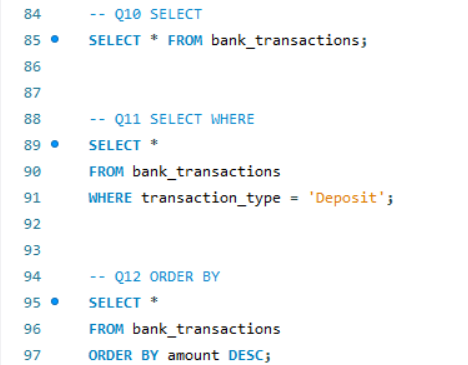 84 -- Q10 SELECT
85 SELECT * FROM bank_transactions;
86
87
88 -- Q11 SELECT WHERE
89 SELECT *
90 FROM bank_transactions
91 WHERE transaction_type = 'Deposit';
92
93
94 -- Q12 ORDER BY
95 SELECT *
96 FROM bank_transactions
97 ORDER BY amount DESC;